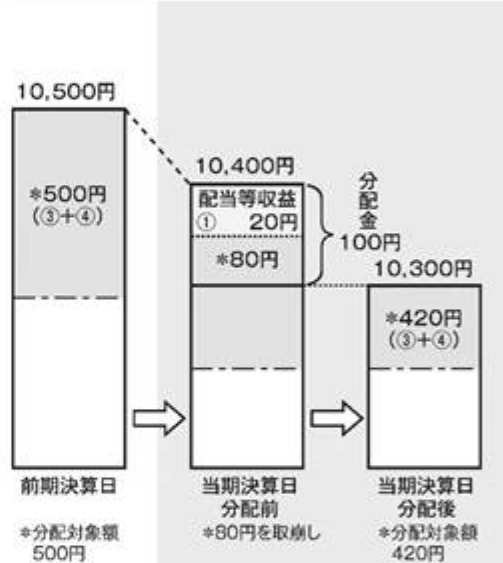 10,500円
*500円
(③+④)
前期決算日
*分配対象額
500円
10,400円
配当等収益
① 20円
*80円
分配金
100円
当期決算日
分配前
*80円を取崩し
10,300円
*420円
(③+④)
当期決算日
分配後
*分配対象額
420円